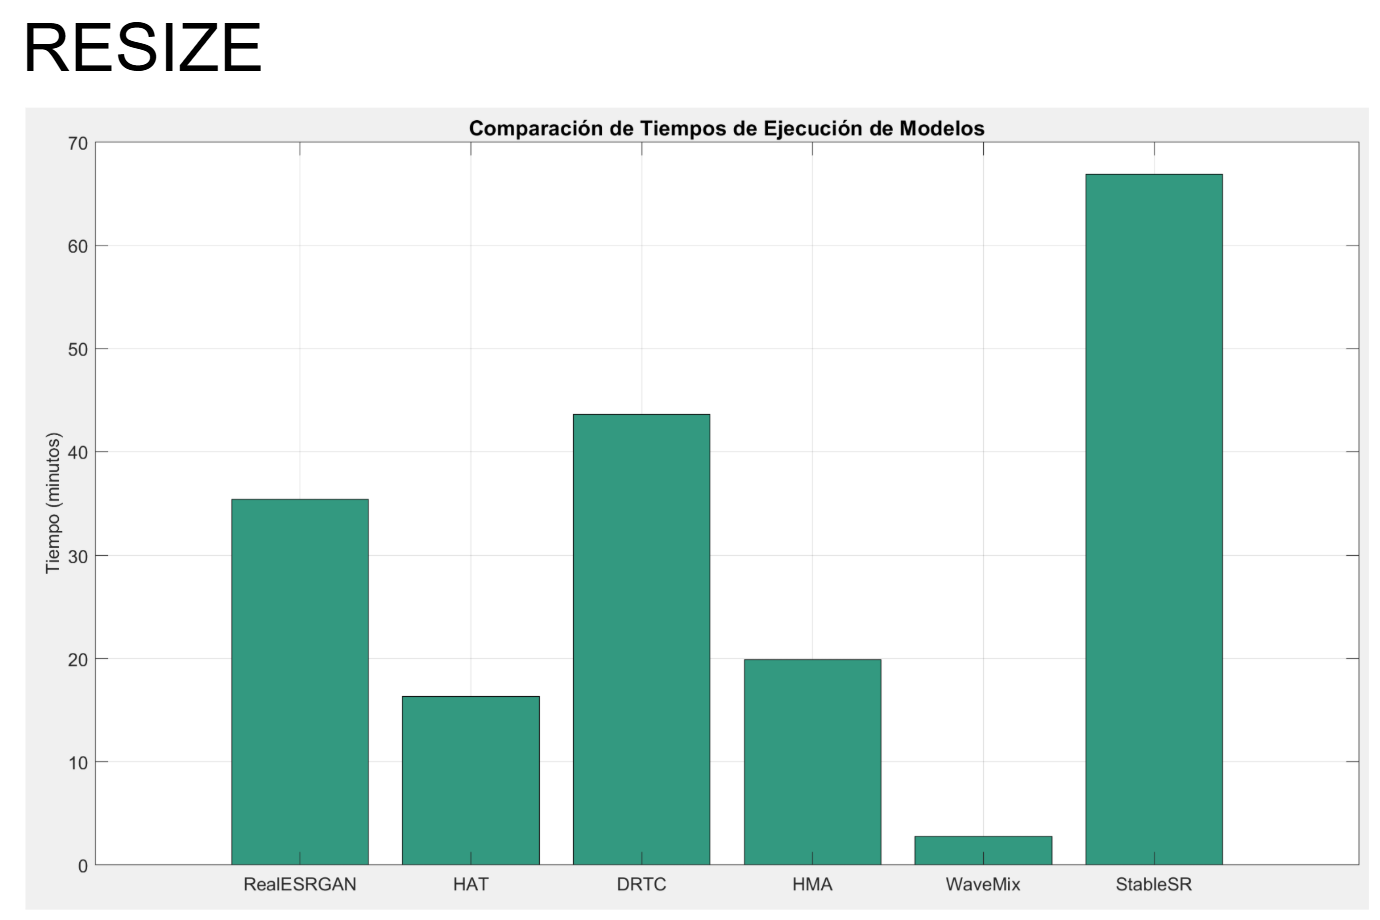 RESIZE
Comparación de Tiempos de Ejecución de Modelos
70
60
50
40
30
20
10
0
Tiempo (minutos)
RealESRGAN HAT DRTC HMA WaveMix StableSR